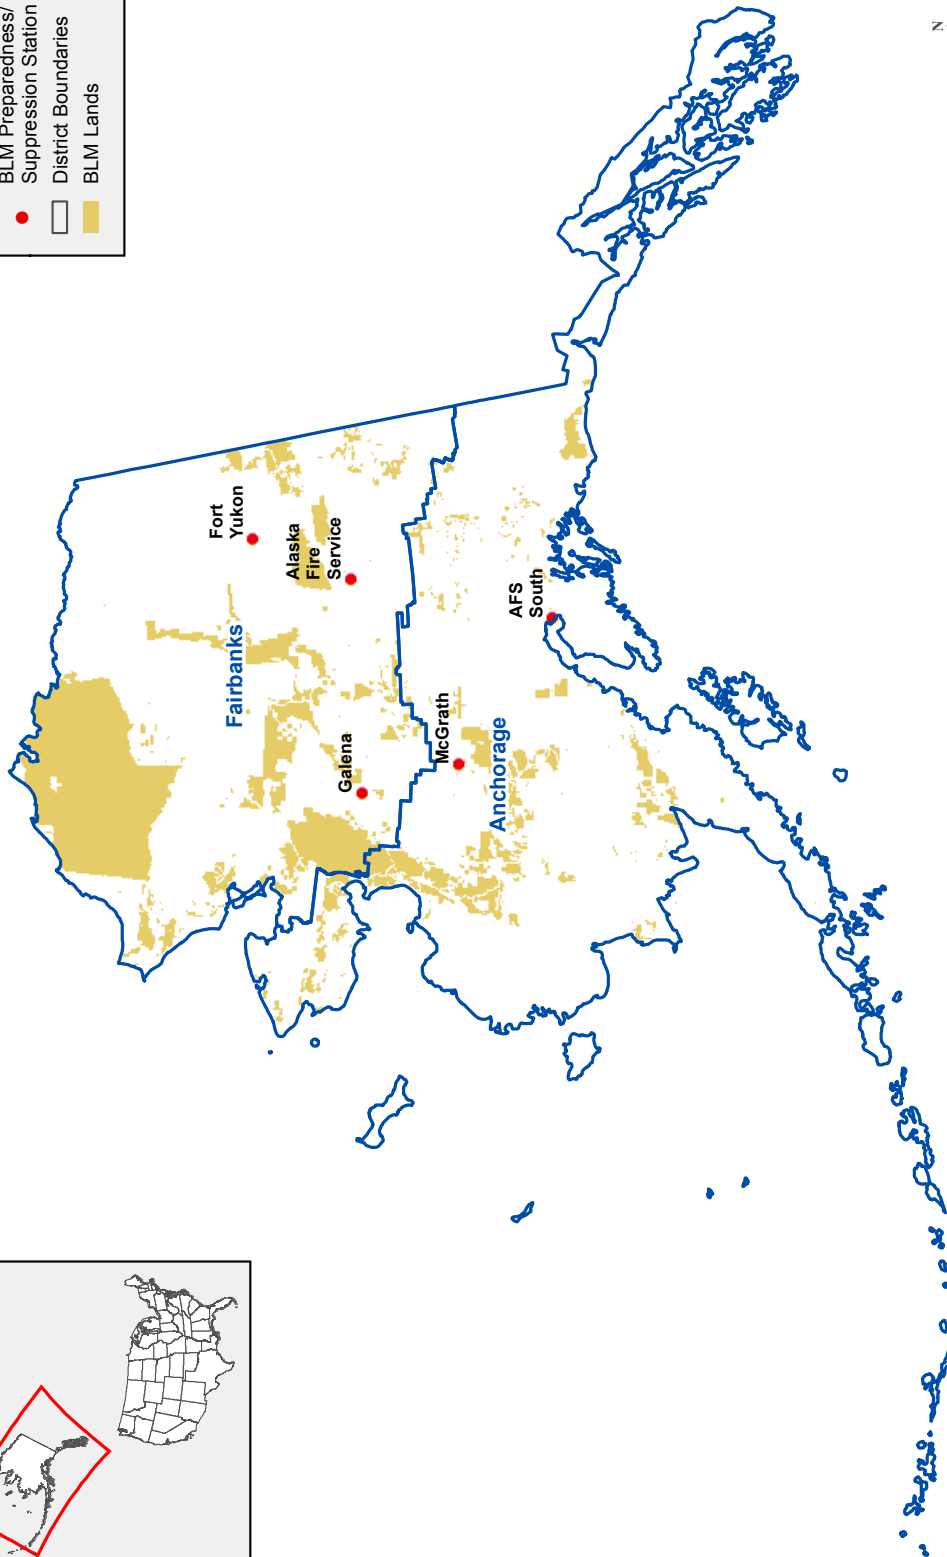 BLM Preparedness/
Suppression Station
District Boundaries
BLM Lands
N
Fort
Yukon
Alaska
Fire
Service
Fairbanks
Galena
AFS
South
McGrath
Anchorage